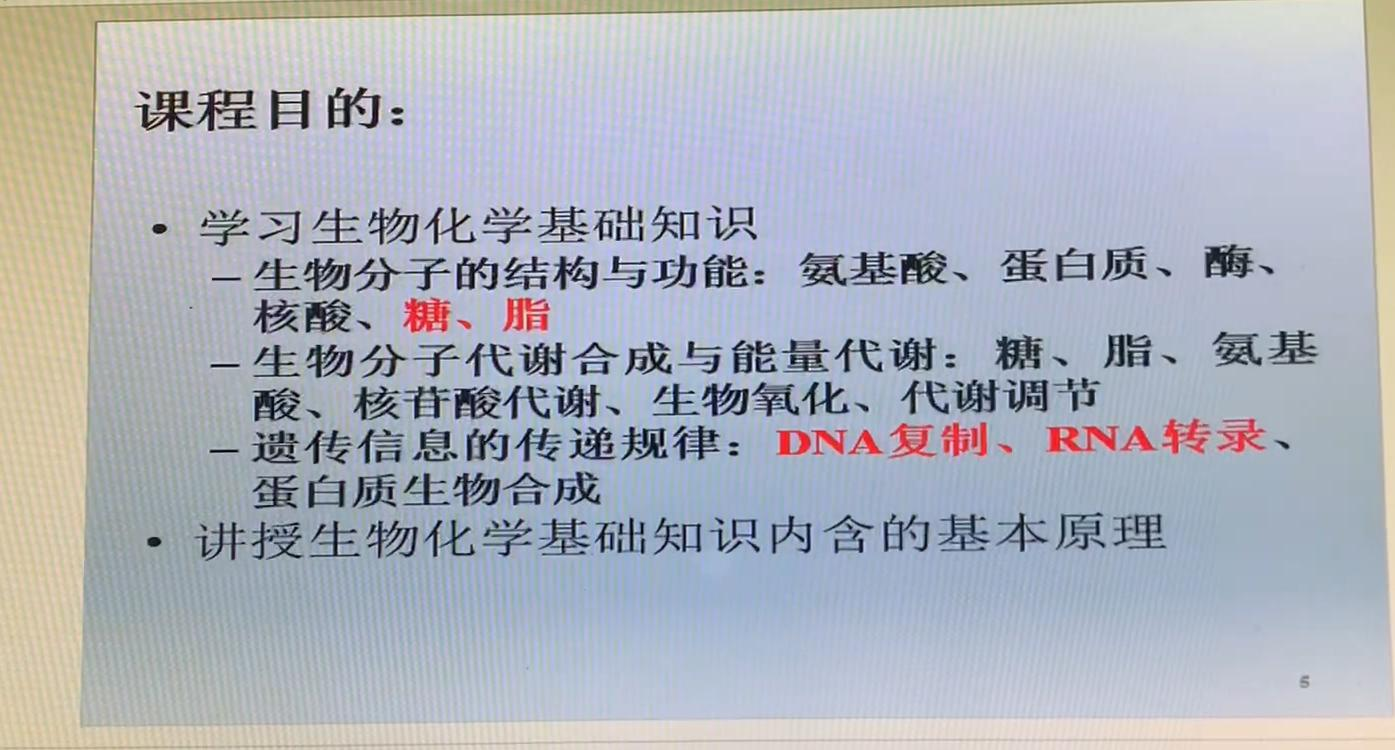 课程目的：
• 学习生物化学基础知识
– 生物分子的结构与功能：氨基酸、蛋白质、酶、
核酸、糖、脂
– 生物分子代谢合成与能量代谢：糖、脂、氨基
酸、核苷酸代谢、生物氧化、代谢调节
– 遗传信息的传递规律：DNA复制、RNA转录、
蛋白质生物合成
• 讲授生物化学基础知识内含的基本原理
5